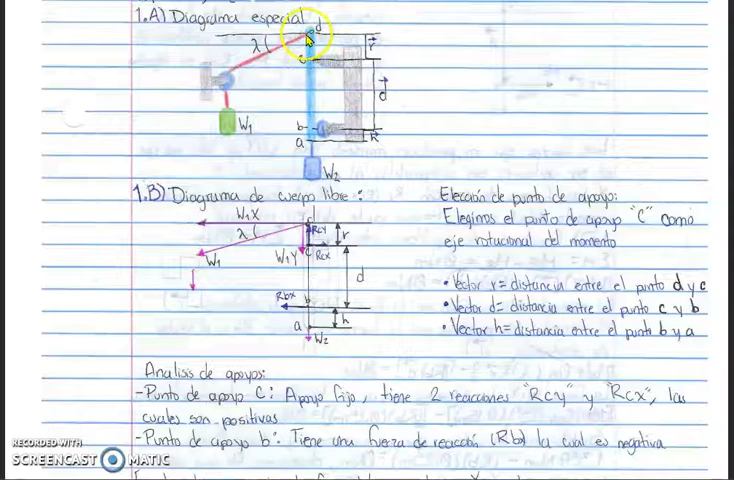 1.A) Diagrama especial
d
λ
r
c
d
b
a
h
W1
W2
1.B) Diagrama de cuerpo libre:
W1X
d
λ
RCY
r
W1
W1Y
C
RCX
d
RbX
b
a
h
W2
Elección de punto de apoyo:
Elegimos el punto de apoyo "C" como
eje rotacional del momento
• Vector r = distancia entre el punto d y c
• Vector d = distancia entre el punto c y b
• Vector h = distancia entre el punto b y a
Analisis de apoyos:
- Punto de apoyo C: Apoyo fijo, tiene 2 reacciones "Rcy" y "Rcx", las
cuales son positivas
- Punto de apoyo b: Tiene una fuerza de reacción (Rb) la cual es negativa
RECORDED WITH
SCREENCAST MATIC